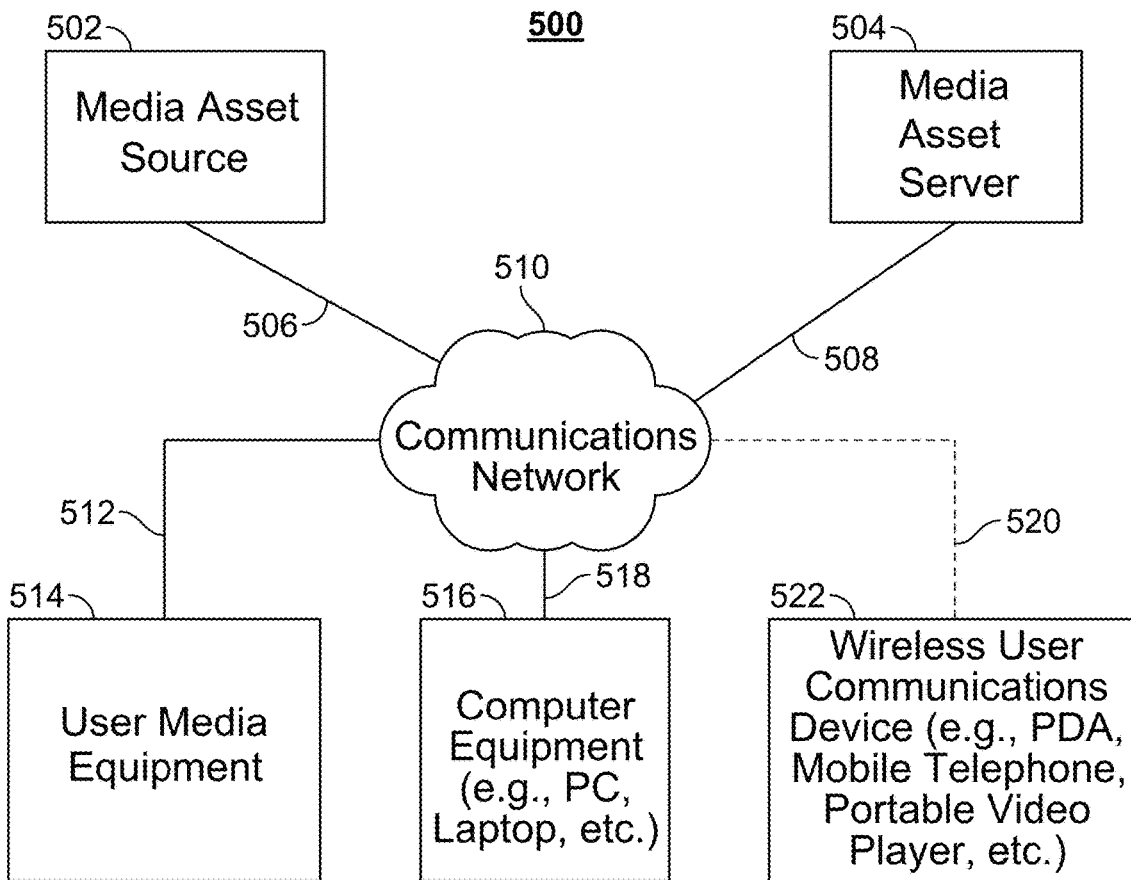 500
502
Media Asset
Source
504
Media
Asset
Server
506
510
508
Communications
Network
512
518
520
514
User Media
Equipment
516
Computer
Equipment
(e.g., PC,
Laptop, etc.)
522
Wireless User
Communications
Device (e.g., PDA,
Mobile Telephone,
Portable Video
Player, etc.)